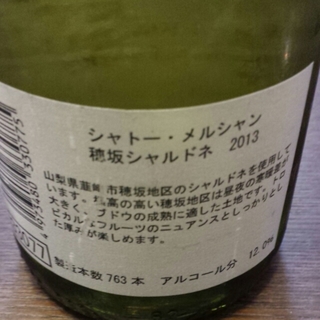 シャトー・メルシャン
穂坂シャルドネ 2013
山梨県韮崎市穂坂地区のシャルドネを使用して
います。標高の高い穂坂地区は昼夜の寒暖差が
大きく、ブドウの成熟に適した土地です。トロ
ピカルなフルーツのニュアンスとしっかりとし
た厚みが楽しめます。
製造本数 763 本 アルコール分 12.0%